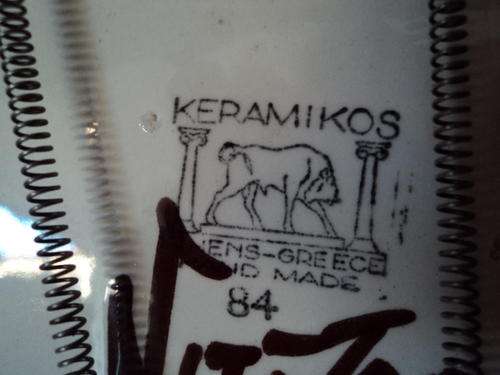 KERAMIKOS
ENS-GREECE
ND MADE
84